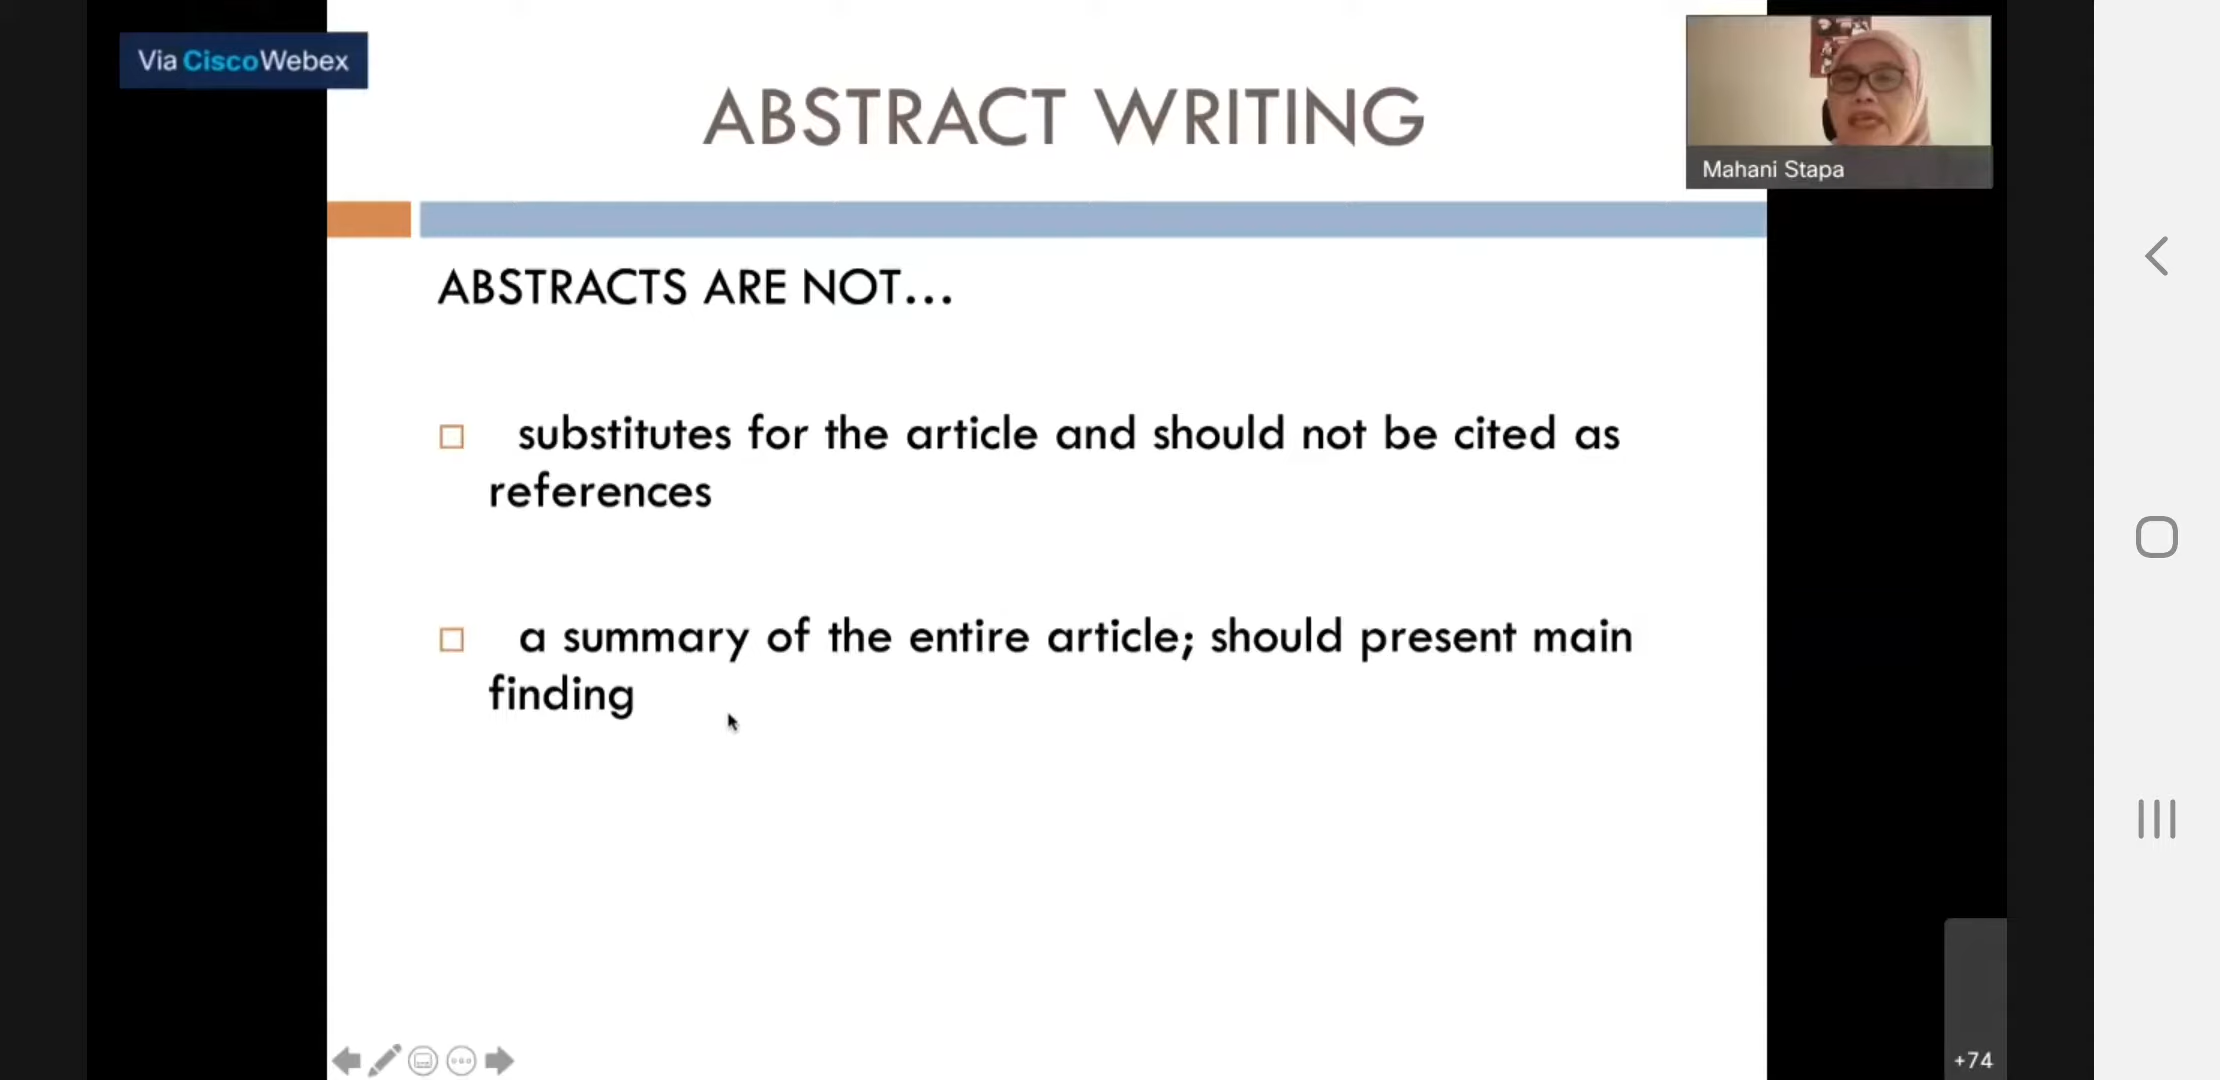 Via CiscoWebex
ABSTRACT WRITING
Mahani Stapa
ABSTRACTS ARE NOT...
substitutes for the article and should not be cited as
references
a summary of the entire article; should present main
finding
+74